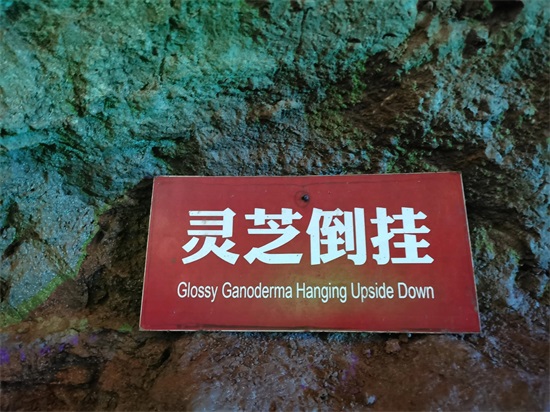 灵芝倒挂
Glossy Ganoderma Hanging Upside Down